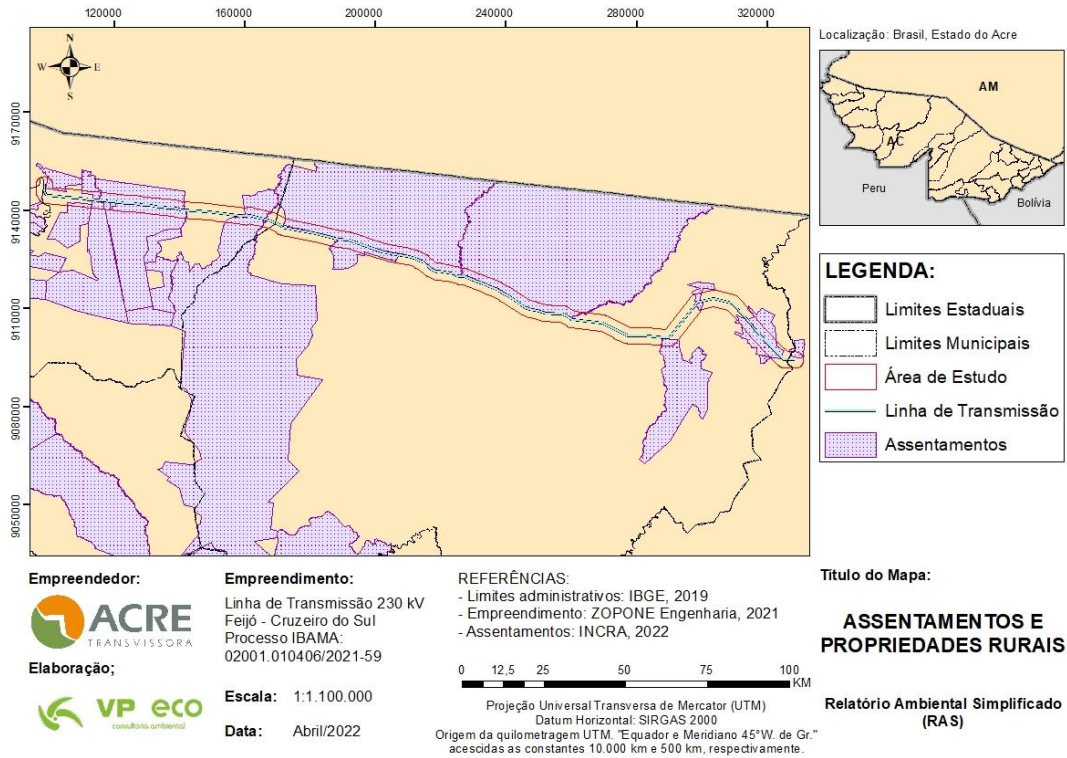 120000 160000 200000 240000 280000 320000
9170000
9140000
9110000
9080000
9050000
N
W E
S
Localização: Brasil, Estado do Acre
AM
AC
Peru
Bolívia
LEGENDA:
Limites Estaduais
Limites Municipais
Área de Estudo
Linha de Transmissão
Assentamentos
Empreendedor:
ACRE
TRANSMISSORA
Elaboração;
VP eco
consultoria ambiental
Empreendimento:
Linha de Transmissão 230 kV
Feijó - Cruzeiro do Sul
Processo IBAMA:
02001.010406/2021-59
Escala: 1:1.100.000
Data: Abril/2022
REFERÊNCIAS:
- Limites administrativos: IBGE, 2019
- Empreendimento: ZOPONE Engenharia, 2021
- Assentamentos: INCRA, 2022
0 12,5 25 50 75 100
KM
Projeção Universal Transversa de Mercator (UTM)
Datum Horizontal: SIRGAS 2000
Origem da quilometragem UTM. "Equador e Meridiano 45°W. de Gr."
acescidas as constantes 10.000 km e 500 km, respectivamente.
Titulo do Mapa:
ASSENTAMENTOS E
PROPRIEDADES RURAIS
Relatório Ambiental Simplificado
(RAS)